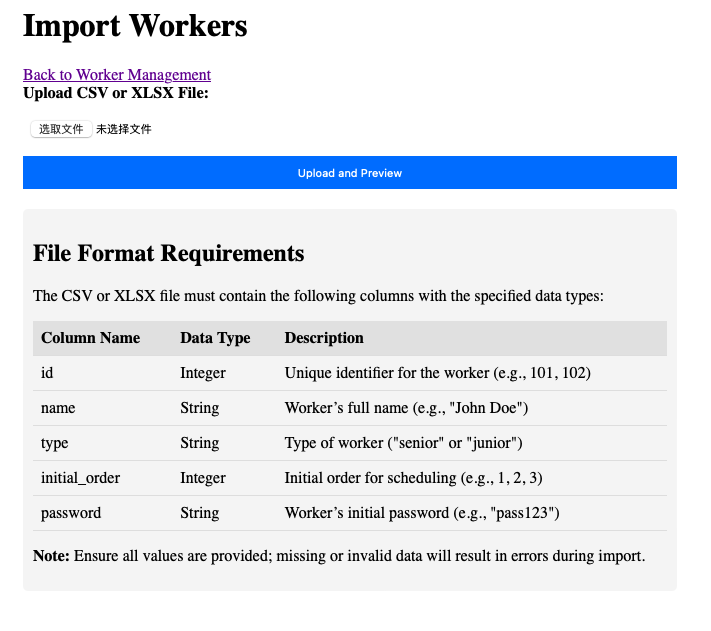 Import Workers
Back to Worker Management
Upload CSV or XLSX File:
选取文件 未选择文件
Upload and Preview
File Format Requirements
The CSV or XLSX file must contain the following columns with the specified data types:
Column Name Data Type Description
id Integer Unique identifier for the worker (e.g., 101, 102)
name String Worker’s full name (e.g., "John Doe")
type String Type of worker ("senior" or "junior")
initial_order Integer Initial order for scheduling (e.g., 1, 2, 3)
password String Worker’s initial password (e.g., "pass123")
Note: Ensure all values are provided; missing or invalid data will result in errors during import.